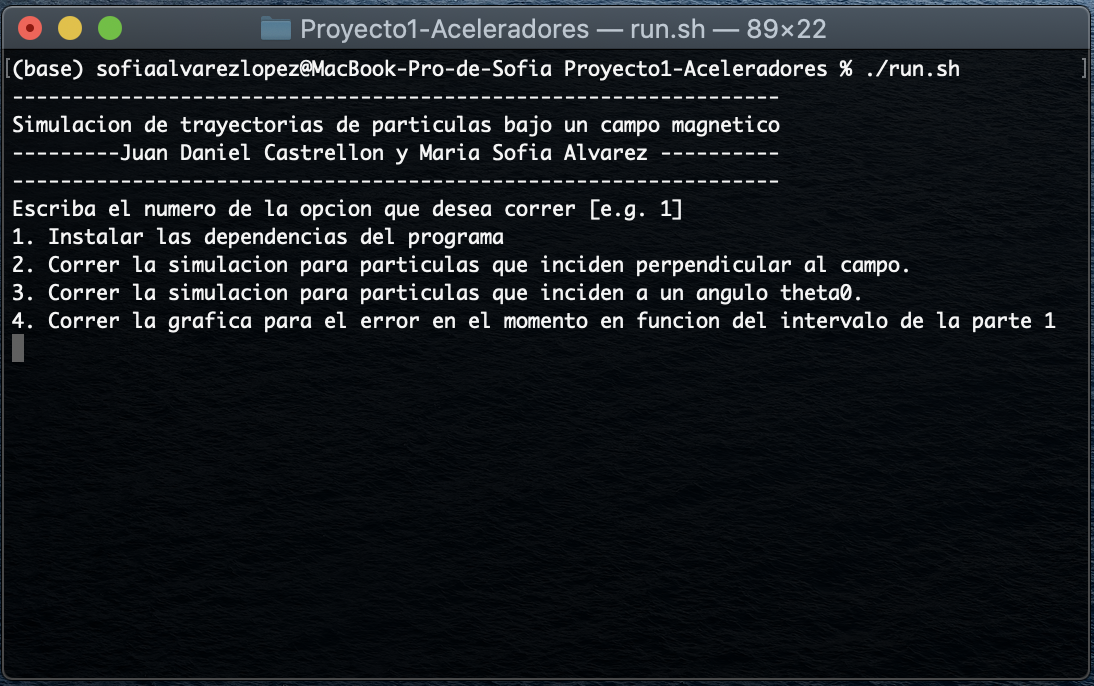 Proyecto1-Aceleradores — run.sh — 89×22
[(base) sofiaalvarezlopez@MacBook-Pro-de-Sofia Proyecto1-Aceleradores % ./run.sh ]
----------------------------------------------------------------
Simulacion de trayectorias de particulas bajo un campo magnetico
---------Juan Daniel Castrellon y Maria Sofia Alvarez ----------
----------------------------------------------------------------
Escriba el numero de la opcion que desea correr [e.g. 1]
1. Instalar las dependencias del programa
2. Correr la simulacion para particulas que inciden perpendicular al campo.
3. Correr la simulacion para particulas que inciden a un angulo theta0.
4. Correr la grafica para el error en el momento en funcion del intervalo de la parte 1